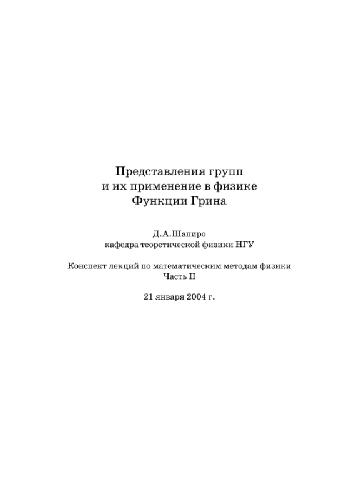 Представления групп
и их применение в физике
Функции Грина
Д.А.Шапиро
кафедра теоретической физики НГУ
Конспект лекций по математическим методам физики
Часть II
21 января 2004 г.